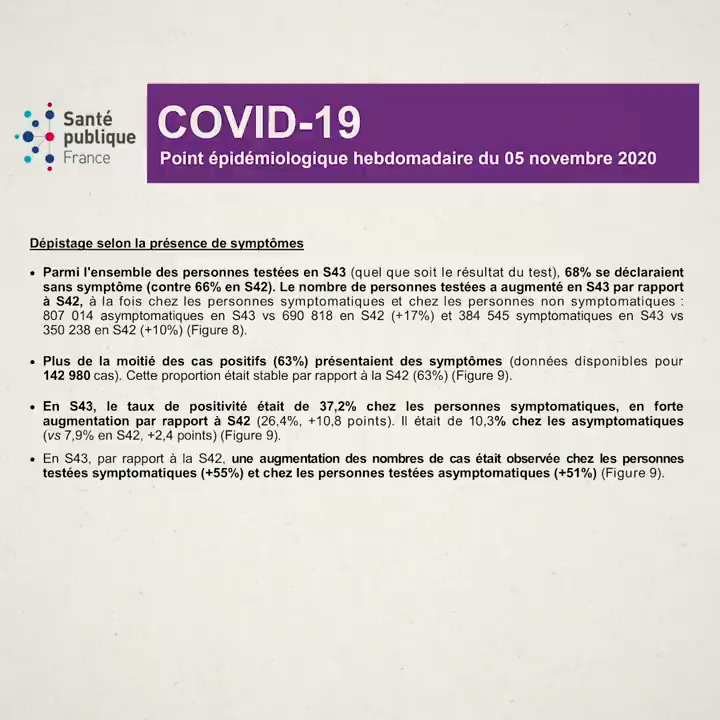 Santé
publique
France
COVID-19
Point épidémiologique hebdomadaire du 05 novembre 2020
Dépistage selon la présence de symptômes
• Parmi l'ensemble des personnes testées en S43 (quel que soit le résultat du test), 68% se déclaraient
sans symptôme (contre 66% en S42). Le nombre de personnes testées a augmenté en S43 par rapport
à S42, à la fois chez les personnes symptomatiques et chez les personnes non symptomatiques :
807 014 asymptomatiques en S43 vs 690 818 en S42 (+17%) et 384 545 symptomatiques en S43 vs
350 238 en S42 (+10%) (Figure 8).
• Plus de la moitié des cas positifs (63%) présentaient des symptômes (données disponibles pour
142 980 cas). Cette proportion était stable par rapport à la S42 (63%) (Figure 9).
• En S43, le taux de positivité était de 37,2% chez les personnes symptomatiques, en forte
augmentation par rapport à S42 (26,4%, +10,8 points). Il était de 10,3% chez les asymptomatiques
(vs 7,9% en S42, +2,4 points) (Figure 9).
• En S43, par rapport à la S42, une augmentation des nombres de cas était observée chez les personnes
testées symptomatiques (+55%) et chez les personnes testées asymptomatiques (+51%) (Figure 9).